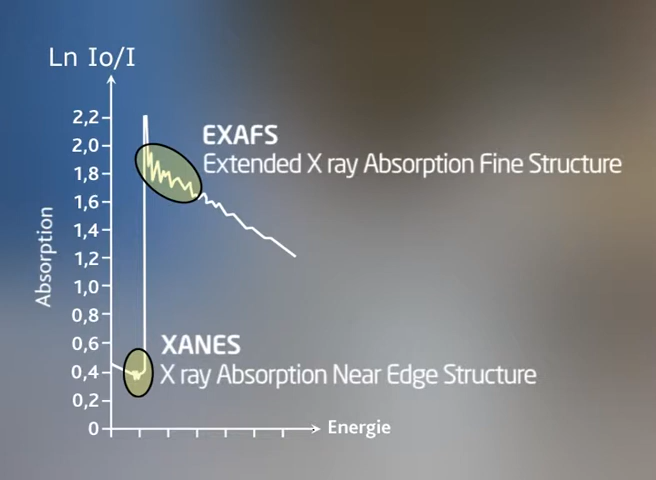 Ln Io/I
2,2
EXAFS
2,0
Extended X ray Absorption Fine Structure
1,8
1,6
1,4
Absorption
1,2
1,0
0,8
0,6
XANES
0,4
X ray Absorption Near Edge Structure
0,2
0
Energie